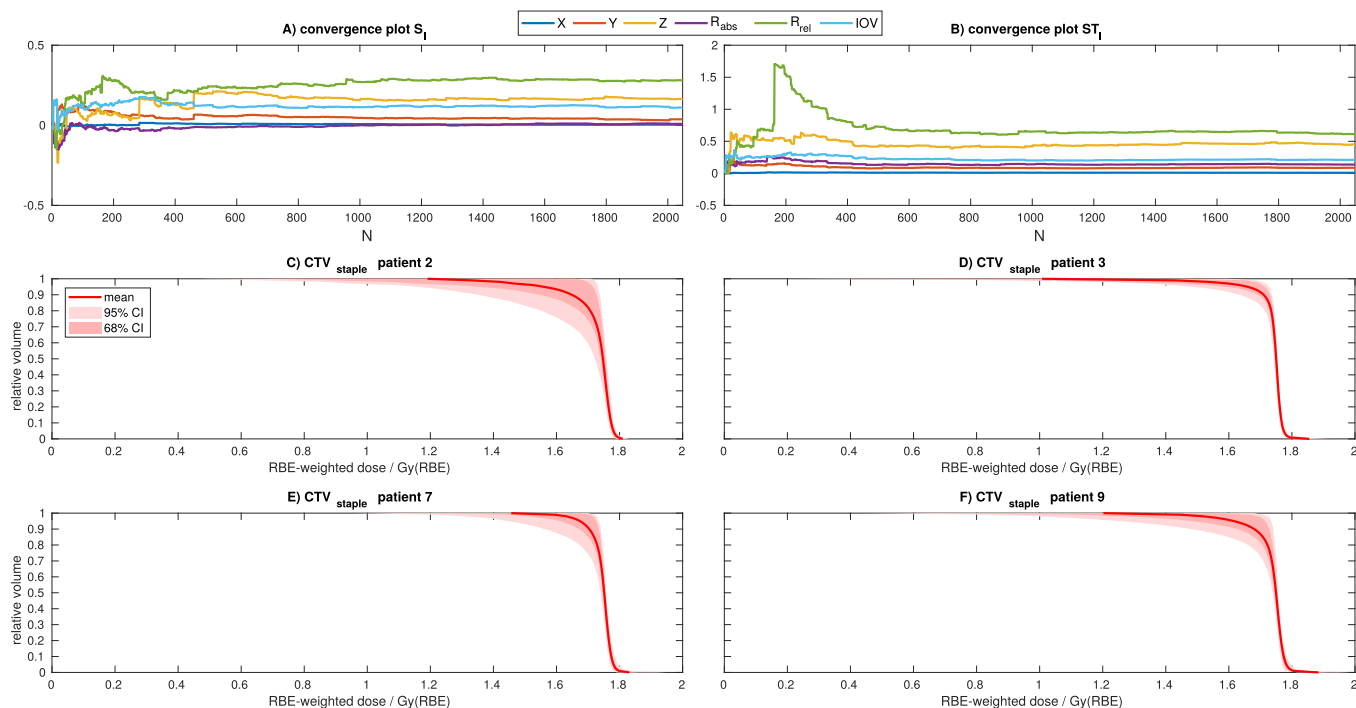 X Y Z R_abs R_rel IOV
A) convergence plot S_I
0.5
0
-0.5
0 200 400 600 800 1000 1200 1400 1600 1800 2000
N
B) convergence plot ST_I
2
1.5
1
0.5
0
-0.5
0 200 400 600 800 1000 1200 1400 1600 1800 2000
N
C) CTV_staple patient 2
mean
95% CI
68% CI
relative volume
1
0.9
0.8
0.7
0.6
0.5
0.4
0.3
0.2
0.1
0
0 0.2 0.4 0.6 0.8 1 1.2 1.4 1.6 1.8 2
RBE-weighted dose / Gy(RBE)
D) CTV_staple patient 3
0 0.2 0.4 0.6 0.8 1 1.2 1.4 1.6 1.8 2
RBE-weighted dose / Gy(RBE)
E) CTV_staple patient 7
relative volume
1
0.9
0.8
0.7
0.6
0.5
0.4
0.3
0.2
0.1
0
0 0.2 0.4 0.6 0.8 1 1.2 1.4 1.6 1.8 2
RBE-weighted dose / Gy(RBE)
F) CTV_staple patient 9
0 0.2 0.4 0.6 0.8 1 1.2 1.4 1.6 1.8 2
RBE-weighted dose / Gy(RBE)